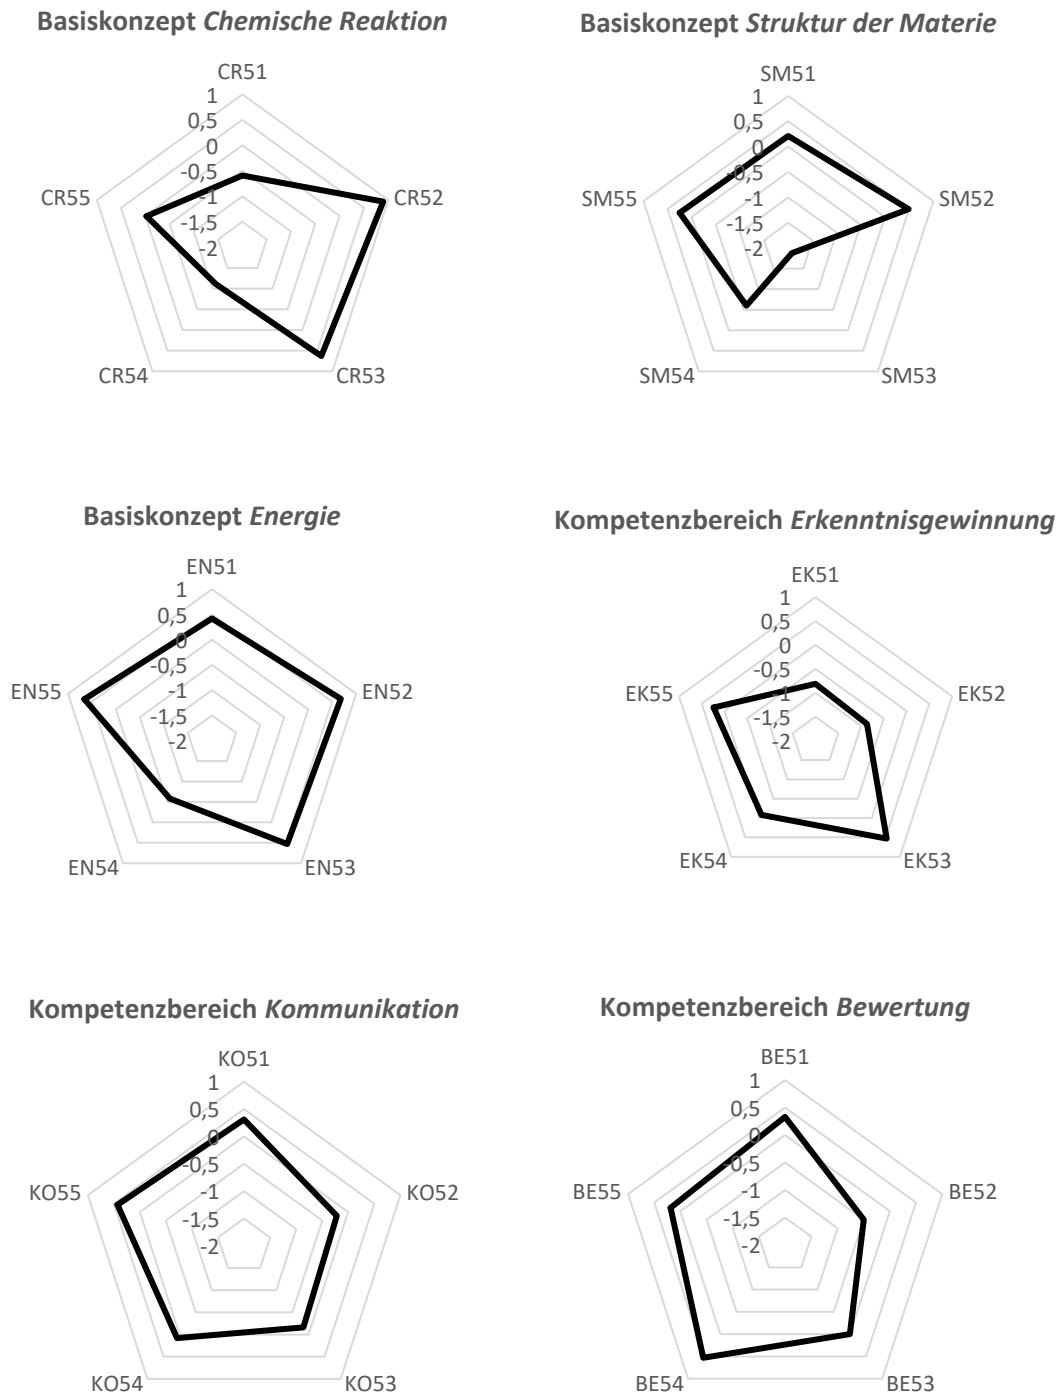 Basiskonzept Chemische Reaktion
CR51
1
0,5
0
-0,5
-1
-1,5
-2
CR52
CR53
CR54
CR55
Basiskonzept Struktur der Materie
SM51
1
0,5
0
-0,5
-1
-1,5
-2
SM52
SM53
SM54
SM55
Basiskonzept Energie
EN51
1
0,5
0
-0,5
-1
-1,5
-2
EN52
EN53
EN54
EN55
Kompetenzbereich Erkenntnisgewinnung
EK51
1
0,5
0
-0,5
-1
-1,5
-2
EK52
EK53
EK54
EK55
Kompetenzbereich Kommunikation
KO51
1
0,5
0
-0,5
-1
-1,5
-2
KO52
KO53
KO54
KO55
Kompetenzbereich Bewertung
BE51
1
0,5
0
-0,5
-1
-1,5
-2
BE52
BE53
BE54
BE55